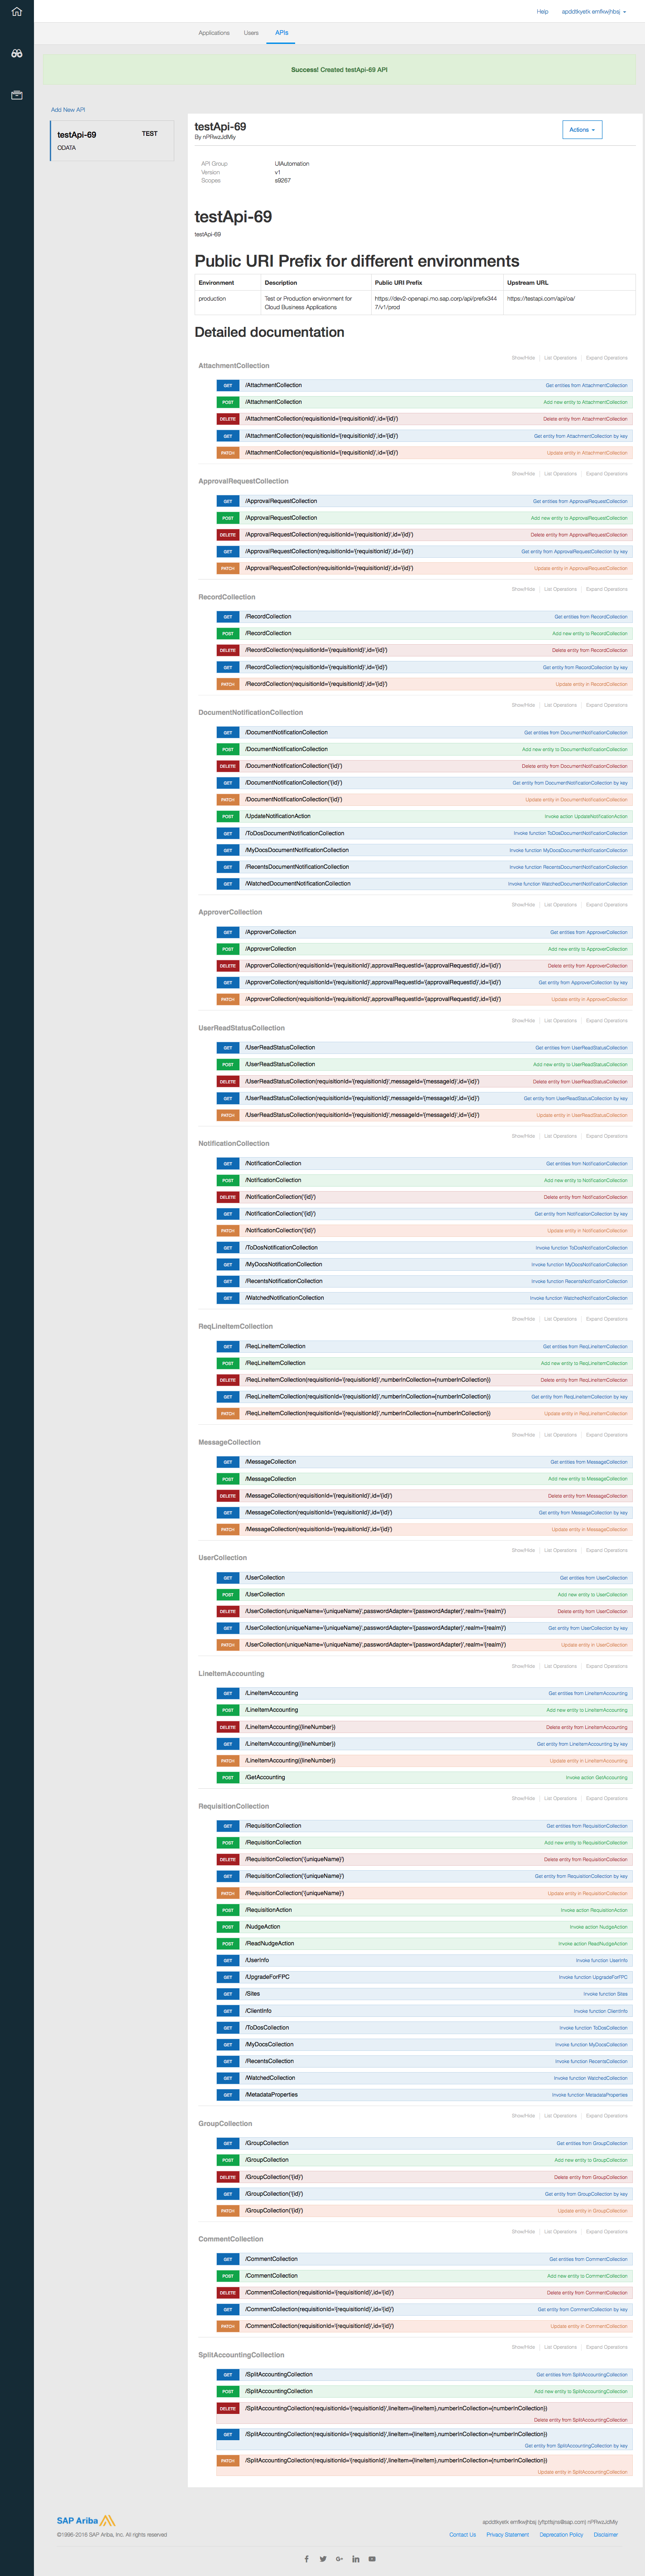 Help apddtkyetx emfkwjhbsj
Applications Users APIs
Success! Created testApi-69 API
Add New API
testApi-69 TEST
ODATA
testApi-69
By nPRwzJdMiy
Actions
API Group UIAutomation
Version v1
Scopes s9267
testApi-69
testApi-69
Public URI Prefix for different environments
Environment Description Public URI Prefix Upstream URL
production Test or Production environment for Cloud Business Applications https://dev2-openapi.mo.sap.corp/api/prefix3447/v1/prod https://testapi.com/api/oa/
Detailed documentation
Show/Hide List Operations Expand Operations
AttachmentCollection
GET /AttachmentCollection Get entities from AttachmentCollection
POST /AttachmentCollection Add new entity to AttachmentCollection
DELETE /AttachmentCollection(requisitionId='{requisitionId}',id='{id}') Delete entity from AttachmentCollection
GET /AttachmentCollection(requisitionId='{requisitionId}',id='{id}') Get entity from AttachmentCollection by key
PATCH /AttachmentCollection(requisitionId='{requisitionId}',id='{id}') Update entity in AttachmentCollection
Show/Hide List Operations Expand Operations
ApprovalRequestCollection
GET /ApprovalRequestCollection Get entities from ApprovalRequestCollection
POST /ApprovalRequestCollection Add new entity to ApprovalRequestCollection
DELETE /ApprovalRequestCollection(requisitionId='{requisitionId}',id='{id}') Delete entity from ApprovalRequestCollection
GET /ApprovalRequestCollection(requisitionId='{requisitionId}',id='{id}') Get entity from ApprovalRequestCollection by key
PATCH /ApprovalRequestCollection(requisitionId='{requisitionId}',id='{id}') Update entity in ApprovalRequestCollection
Show/Hide List Operations Expand Operations
RecordCollection
GET /RecordCollection Get entities from RecordCollection
POST /RecordCollection Add new entity to RecordCollection
DELETE /RecordCollection(requisitionId='{requisitionId}',id='{id}') Delete entity from RecordCollection
GET /RecordCollection(requisitionId='{requisitionId}',id='{id}') Get entity from RecordCollection by key
PATCH /RecordCollection(requisitionId='{requisitionId}',id='{id}') Update entity in RecordCollection
Show/Hide List Operations Expand Operations
DocumentNotificationCollection
GET /DocumentNotificationCollection Get entities from DocumentNotificationCollection
POST /DocumentNotificationCollection Add new entity to DocumentNotificationCollection
DELETE /DocumentNotificationCollection('{id}') Delete entity from DocumentNotificationCollection
GET /DocumentNotificationCollection('{id}') Get entity from DocumentNotificationCollection by key
PATCH /DocumentNotificationCollection('{id}') Update entity in DocumentNotificationCollection
POST /UpdateNotificationAction Invoke action UpdateNotificationAction
GET /ToDosDocumentNotificationCollection Invoke function ToDosDocumentNotificationCollection
GET /MyDocsDocumentNotificationCollection Invoke function MyDocsDocumentNotificationCollection
GET /RecentsDocumentNotificationCollection Invoke function RecentsDocumentNotificationCollection
GET /WatchedDocumentNotificationCollection Invoke function WatchedDocumentNotificationCollection
Show/Hide List Operations Expand Operations
ApproverCollection
GET /ApproverCollection Get entities from ApproverCollection
POST /ApproverCollection Add new entity to ApproverCollection
DELETE /ApproverCollection(requisitionId='{requisitionId}',approvalRequestId='{approvalRequestId}',id='{id}') Delete entity from ApproverCollection
GET /ApproverCollection(requisitionId='{requisitionId}',approvalRequestId='{approvalRequestId}',id='{id}') Get entity from ApproverCollection by key
PATCH /ApproverCollection(requisitionId='{requisitionId}',approvalRequestId='{approvalRequestId}',id='{id}') Update entity in ApproverCollection
Show/Hide List Operations Expand Operations
UserReadStatusCollection
GET /UserReadStatusCollection Get entities from UserReadStatusCollection
POST /UserReadStatusCollection Add new entity to UserReadStatusCollection
DELETE /UserReadStatusCollection(requisitionId='{requisitionId}',messageId='{messageId}',id='{id}') Delete entity from UserReadStatusCollection
GET /UserReadStatusCollection(requisitionId='{requisitionId}',messageId='{messageId}',id='{id}') Get entity from UserReadStatusCollection by key
PATCH /UserReadStatusCollection(requisitionId='{requisitionId}',messageId='{messageId}',id='{id}') Update entity in UserReadStatusCollection
Show/Hide List Operations Expand Operations
NotificationCollection
GET /NotificationCollection Get entities from NotificationCollection
POST /NotificationCollection Add new entity to NotificationCollection
DELETE /NotificationCollection('{id}') Delete entity from NotificationCollection
GET /NotificationCollection('{id}') Get entity from NotificationCollection by key
PATCH /NotificationCollection('{id}') Update entity in NotificationCollection
GET /ToDosNotificationCollection Invoke function ToDosNotificationCollection
GET /MyDocsNotificationCollection Invoke function MyDocsNotificationCollection
GET /RecentsNotificationCollection Invoke function RecentsNotificationCollection
GET /WatchedNotificationCollection Invoke function WatchedNotificationCollection
Show/Hide List Operations Expand Operations
ReqLineItemCollection
GET /ReqLineItemCollection Get entities from ReqLineItemCollection
POST /ReqLineItemCollection Add new entity to ReqLineItemCollection
DELETE /ReqLineItemCollection(requisitionId='{requisitionId}',numberInCollection={numberInCollection}) Delete entity from ReqLineItemCollection
GET /ReqLineItemCollection(requisitionId='{requisitionId}',numberInCollection={numberInCollection}) Get entity from ReqLineItemCollection by key
PATCH /ReqLineItemCollection(requisitionId='{requisitionId}',numberInCollection={numberInCollection}) Update entity in ReqLineItemCollection
Show/Hide List Operations Expand Operations
MessageCollection
GET /MessageCollection Get entities from MessageCollection
POST /MessageCollection Add new entity to MessageCollection
DELETE /MessageCollection(requisitionId='{requisitionId}',id='{id}') Delete entity from MessageCollection
GET /MessageCollection(requisitionId='{requisitionId}',id='{id}') Get entity from MessageCollection by key
PATCH /MessageCollection(requisitionId='{requisitionId}',id='{id}') Update entity in MessageCollection
Show/Hide List Operations Expand Operations
UserCollection
GET /UserCollection Get entities from UserCollection
POST /UserCollection Add new entity to UserCollection
DELETE /UserCollection(uniqueName='{uniqueName}',passwordAdapter='{passwordAdapter}',realm='{realm}') Delete entity from UserCollection
GET /UserCollection(uniqueName='{uniqueName}',passwordAdapter='{passwordAdapter}',realm='{realm}') Get entity from UserCollection by key
PATCH /UserCollection(uniqueName='{uniqueName}',passwordAdapter='{passwordAdapter}',realm='{realm}') Update entity in UserCollection
Show/Hide List Operations Expand Operations
LineItemAccounting
GET /LineItemAccounting Get entities from LineItemAccounting
POST /LineItemAccounting Add new entity to LineItemAccounting
DELETE /LineItemAccounting({lineNumber}) Delete entity from LineItemAccounting
GET /LineItemAccounting({lineNumber}) Get entity from LineItemAccounting by key
PATCH /LineItemAccounting({lineNumber}) Update entity in LineItemAccounting
POST /GetAccounting Invoke action GetAccounting
Show/Hide List Operations Expand Operations
RequisitionCollection
GET /RequisitionCollection Get entities from RequisitionCollection
POST /RequisitionCollection Add new entity to RequisitionCollection
DELETE /RequisitionCollection('{uniqueName}') Delete entity from RequisitionCollection
GET /RequisitionCollection('{uniqueName}') Get entity from RequisitionCollection by key
PATCH /RequisitionCollection('{uniqueName}') Update entity in RequisitionCollection
POST /RequisitionAction Invoke action RequisitionAction
POST /NudgeAction Invoke action NudgeAction
POST /ReadNudgeAction Invoke action ReadNudgeAction
GET /UserInfo Invoke function UserInfo
GET /UpgradeForFPC Invoke function UpgradeForFPC
GET /Sites Invoke function Sites
GET /ClientInfo Invoke function ClientInfo
GET /ToDosCollection Invoke function ToDosCollection
GET /MyDocsCollection Invoke function MyDocsCollection
GET /RecentsCollection Invoke function RecentsCollection
GET /WatchedCollection Invoke function WatchedCollection
GET /MetadataProperties Invoke function MetadataProperties
Show/Hide List Operations Expand Operations
GroupCollection
GET /GroupCollection Get entities from GroupCollection
POST /GroupCollection Add new entity to GroupCollection
DELETE /GroupCollection('{id}') Delete entity from GroupCollection
GET /GroupCollection('{id}') Get entity from GroupCollection by key
PATCH /GroupCollection('{id}') Update entity in GroupCollection
Show/Hide List Operations Expand Operations
CommentCollection
GET /CommentCollection Get entities from CommentCollection
POST /CommentCollection Add new entity to CommentCollection
DELETE /CommentCollection(requisitionId='{requisitionId}',id='{id}') Delete entity from CommentCollection
GET /CommentCollection(requisitionId='{requisitionId}',id='{id}') Get entity from CommentCollection by key
PATCH /CommentCollection(requisitionId='{requisitionId}',id='{id}') Update entity in CommentCollection
Show/Hide List Operations Expand Operations
SplitAccountingCollection
GET /SplitAccountingCollection Get entities from SplitAccountingCollection
POST /SplitAccountingCollection Add new entity to SplitAccountingCollection
DELETE /SplitAccountingCollection(requisitionId='{requisitionId}',lineItem={lineItem},numberInCollection={numberInCollection})
Delete entity from SplitAccountingCollection
GET /SplitAccountingCollection(requisitionId='{requisitionId}',lineItem={lineItem},numberInCollection={numberInCollection})
Get entity from SplitAccountingCollection by key
PATCH /SplitAccountingCollection(requisitionId='{requisitionId}',lineItem={lineItem},numberInCollection={numberInCollection})
Update entity in SplitAccountingCollection
SAP Ariba
apddtkyetx emfkwjhbsj (yftptfsjns@sap.com) nPRwzJdMiy
©1996-2016 SAP Ariba, Inc. All rights reserved
Contact Us Privacy Statement Deprecation Policy Disclaimer